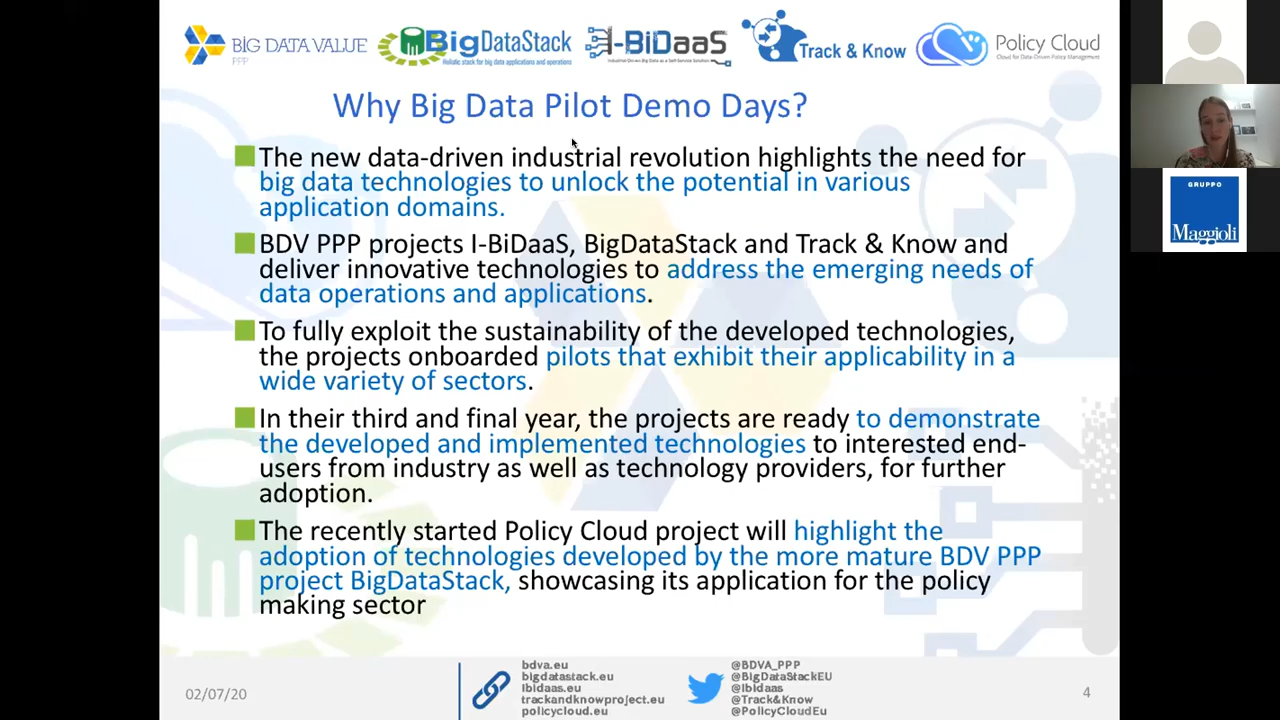 BIG DATA VALUE
PPP
BigDataStack
Holistic stack for big data applications and operations
I-BiDaaS
Industrial-Driven Big Data as a Self-Service Solution
Track & Know
Policy Cloud
Cloud for Data-Driven Policy Management
Why Big Data Pilot Demo Days?
The new data-driven industrial revolution highlights the need for
big data technologies to unlock the potential in various
application domains.
BDV PPP projects I-BiDaaS, BigDataStack and Track & Know and
deliver innovative technologies to address the emerging needs of
data operations and applications.
To fully exploit the sustainability of the developed technologies,
the projects onboarded pilots that exhibit their applicability in a
wide variety of sectors.
In their third and final year, the projects are ready to demonstrate
the developed and implemented technologies to interested end-
users from industry as well as technology providers, for further
adoption.
The recently started Policy Cloud project will highlight the
adoption of technologies developed by the more mature BDV PPP
project BigDataStack, showcasing its application for the policy
making sector
02/07/20
bdva.eu
bigdatastack.eu
Ibidaas.eu
trackandknowproject.eu
policycloud.eu
@BDVA_PPP
@BigDataStackEU
@Ibidaas
@Track&Know
@PolicyCloudEu
4
GRUPPO
Maggioli